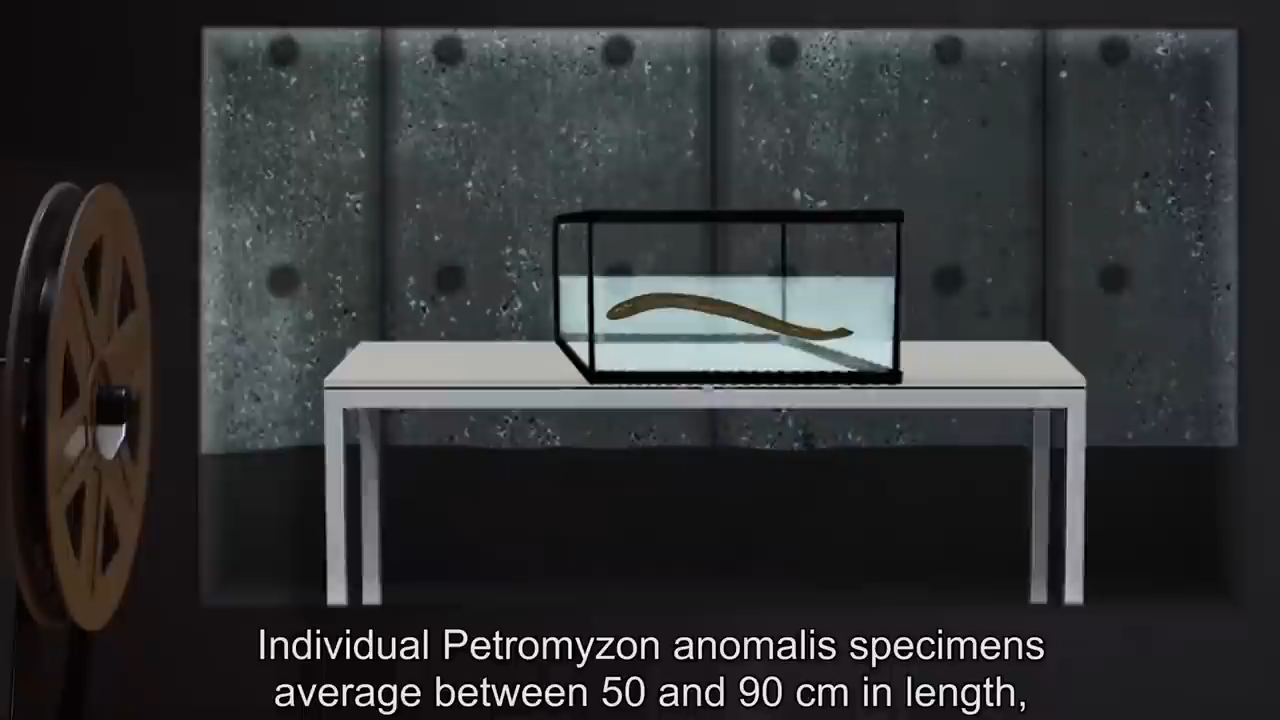 Individual Petromyzon anomalis specimens
average between 50 and 90 cm in length,